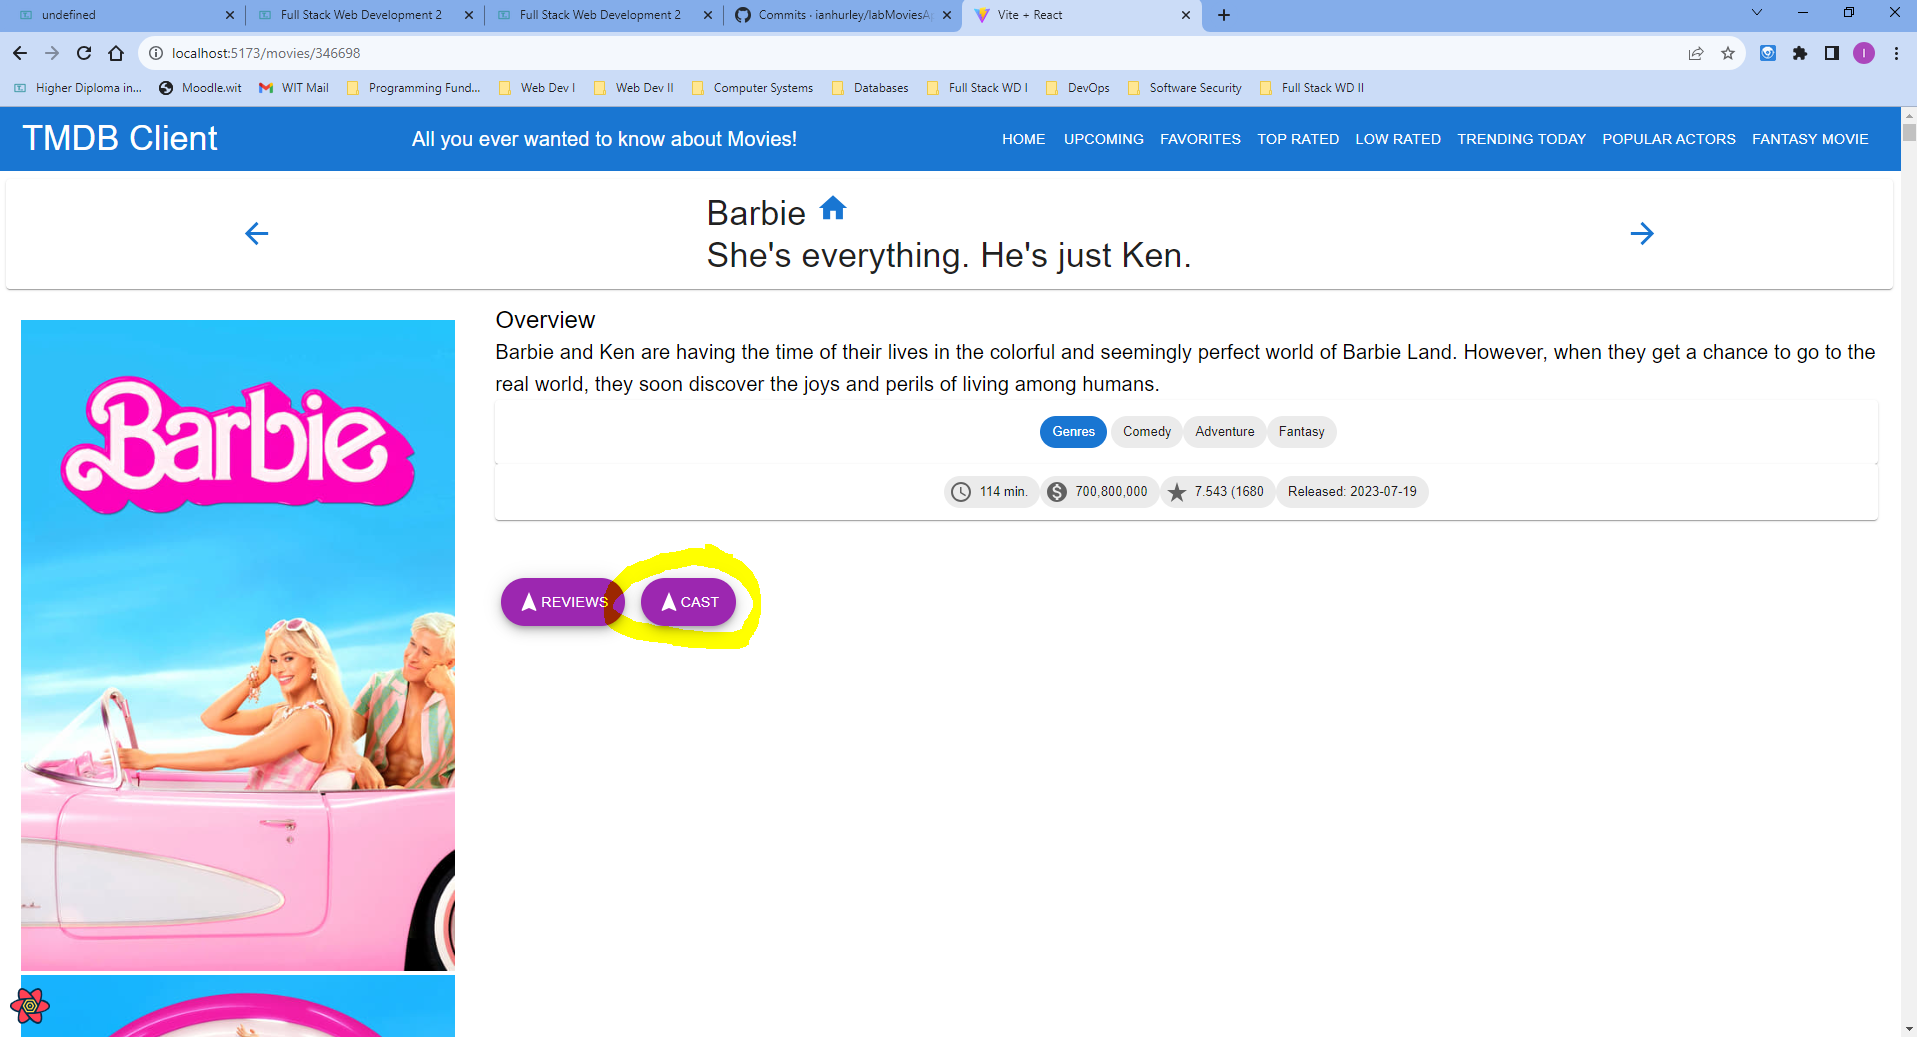 undefined
Full Stack Web Development 2
Full Stack Web Development 2
Commits · ianhurley/labMoviesA
Vite + React
localhost:5173/movies/346698
I
Higher Diploma in...
Moodle.wit
WIT Mail
Programming Fund...
Web Dev I
Web Dev II
Computer Systems
Databases
Full Stack WD I
DevOps
Software Security
Full Stack WD II
TMDB Client
All you ever wanted to know about Movies!
HOME
UPCOMING
FAVORITES
TOP RATED
LOW RATED
TRENDING TODAY
POPULAR ACTORS
FANTASY MOVIE
Barbie
She's everything. He's just Ken.
Barbie
Overview
Barbie and Ken are having the time of their lives in the colorful and seemingly perfect world of Barbie Land. However, when they get a chance to go to the
real world, they soon discover the joys and perils of living among humans.
Genres
Comedy
Adventure
Fantasy
114 min.
700,800,000
7.543 (1680
Released: 2023-07-19
REVIEWS
CAST